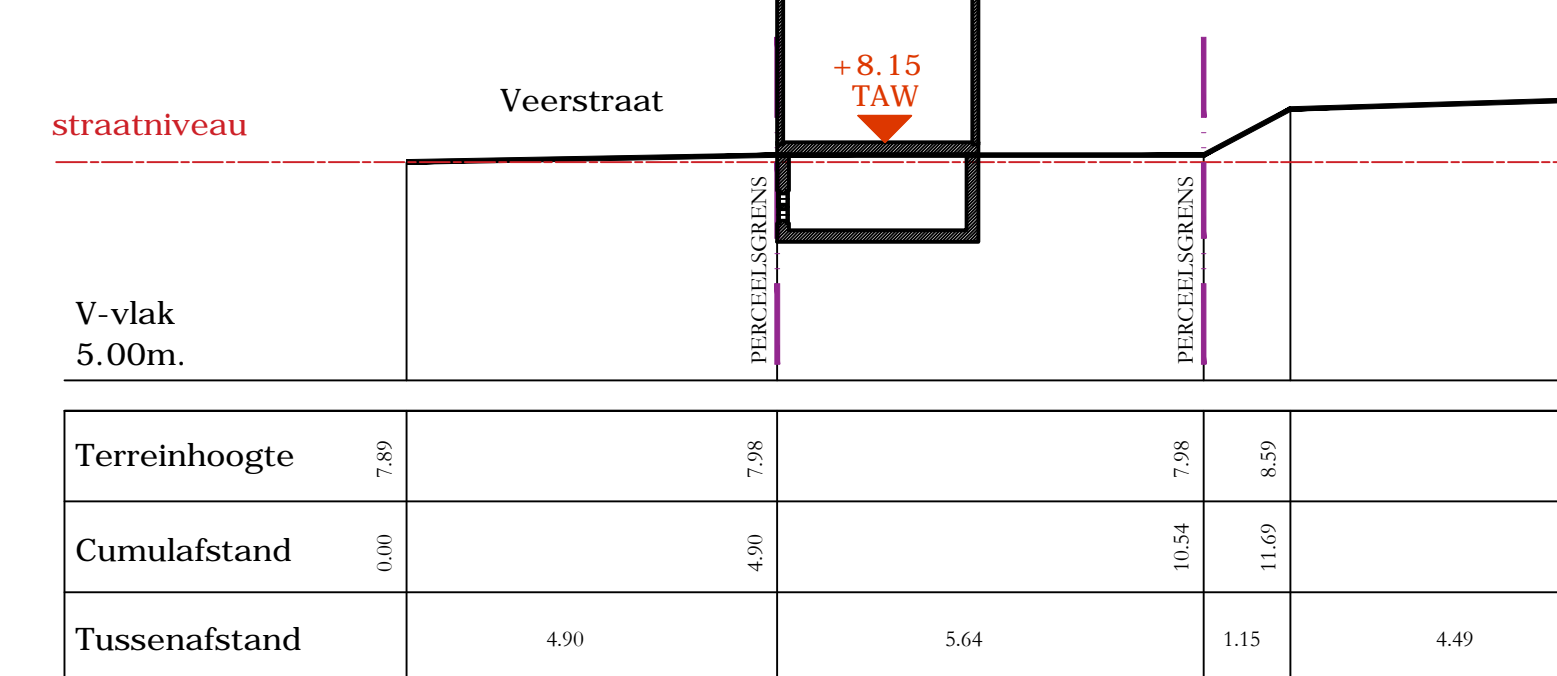 +8.15
TAW
Veerstraat
straatniveau
PERCEELSGRENS
PERCEELSGRENS
V-vlak
5.00m.
Terreinhoogte 7.89 7.98 7.98 8.59
Cumulafstand 0.00 4.90 10.54 11.69
Tussenafstand 4.90 5.64 1.15 4.49